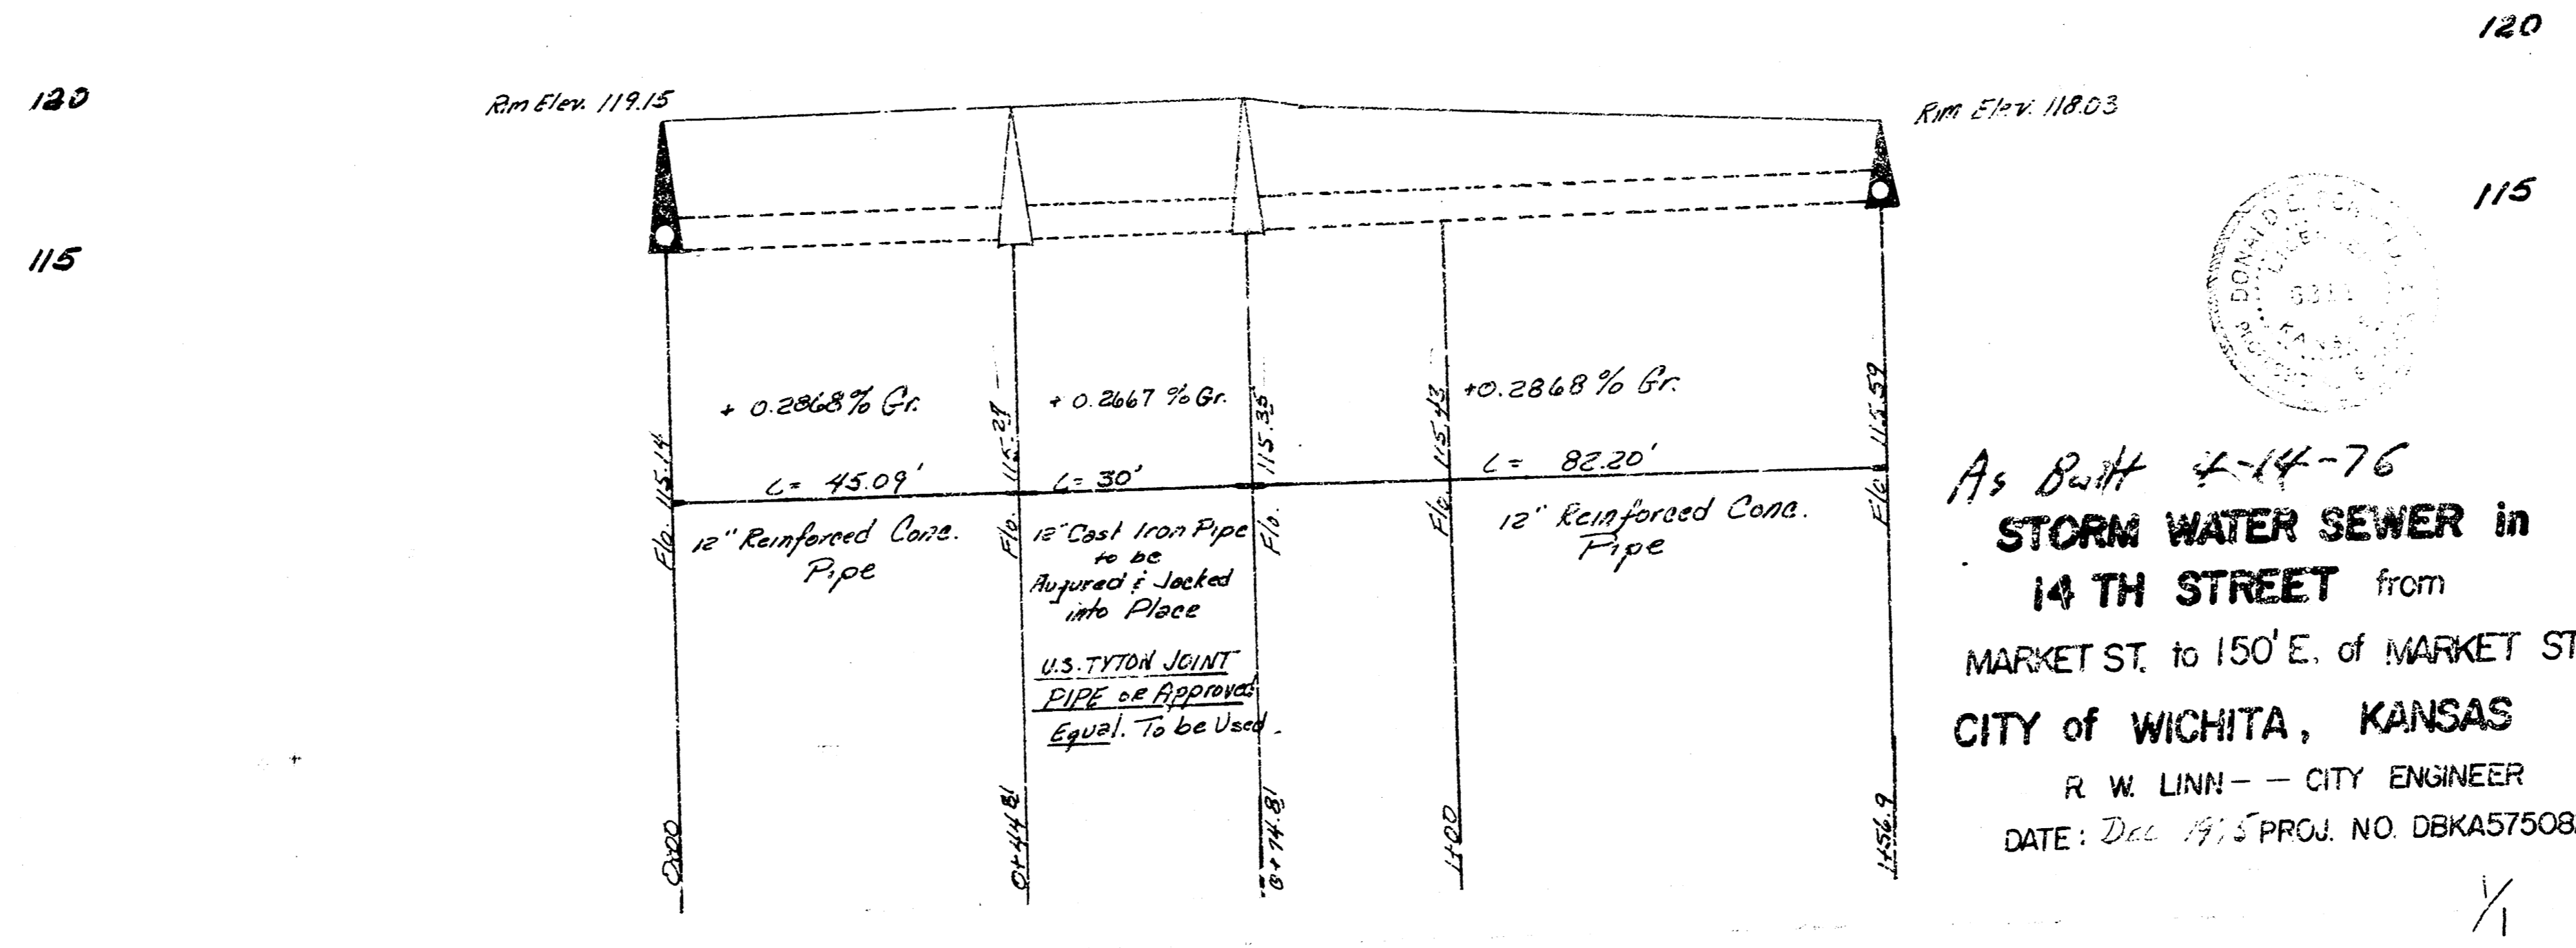 120
120
Rim Elev. 119.15
Rim Elev. 118.03
115
115
DONALD E.
6311
KANSAS
+ 0.2868% Gr.
+ 0.2667 % Gr.
+0.2868 % Gr.
Flo. 115.14
Flo. 115.27
Flo. 115.35
Flo. 115.43
Flo. 115.59
L= 45.09'
L= 30'
L= 82.20'
12" Reinforced Conc.
Pipe
12" Cast Iron Pipe
to be
Augured & Jacked
into Place
U.S. TYTON JOINT
PIPE OR Approved
Equal. To be Used.
12" Reinforced Conc.
Pipe
0+00
0+44.81
0+74.81
1+00
1+56.9
As Built 4-14-76
STORM WATER SEWER in
14 TH STREET from
MARKET ST. to 150' E. of MARKET ST
CITY of WICHITA, KANSAS
R. W. LINN -- CITY ENGINEER
DATE: Dec 1975 PROJ. NO. DBKA57508
1/1